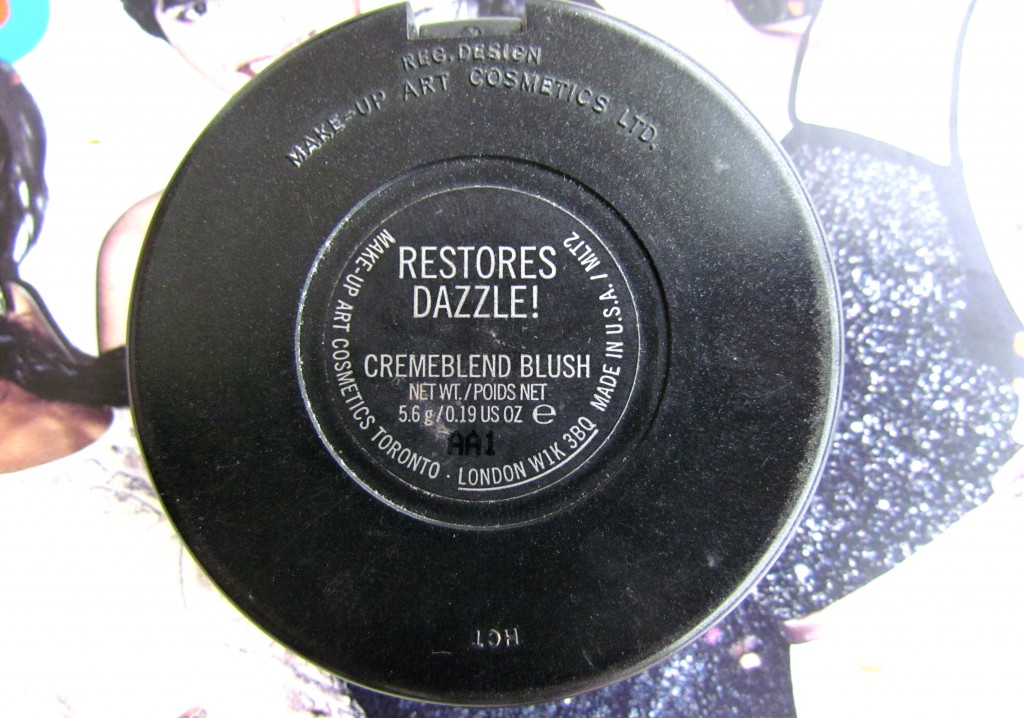 REG. DESIGN
MAKE-UP ART COSMETICS LTD.
RESTORES
DAZZLE!
CREMEBLEND BLUSH
NET WT./POIDS NET
5.6 g/0.19 US OZ e
AA1
MAKE-UP ART COSMETICS TORONTO · LONDON W1K 3BQ MADE IN U.S.A. / MLT2
HCT